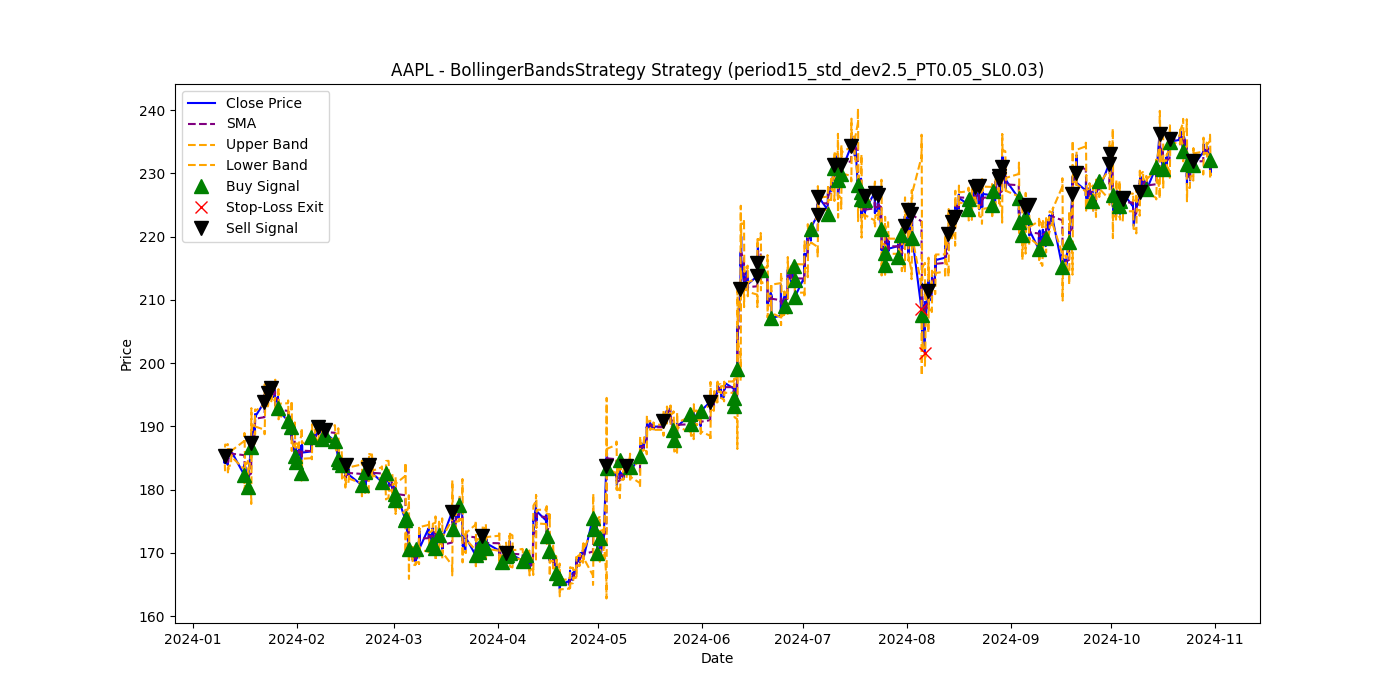 AAPL - BollingerBandsStrategy Strategy (period15_std_dev2.5_PT0.05_SL0.03)
Close Price
SMA
Upper Band
Lower Band
Buy Signal
Stop-Loss Exit
Sell Signal
240
230
220
210
200
190
180
170
160
Price
2024-01 2024-02 2024-03 2024-04 2024-05 2024-06 2024-07 2024-08 2024-09 2024-10 2024-11
Date